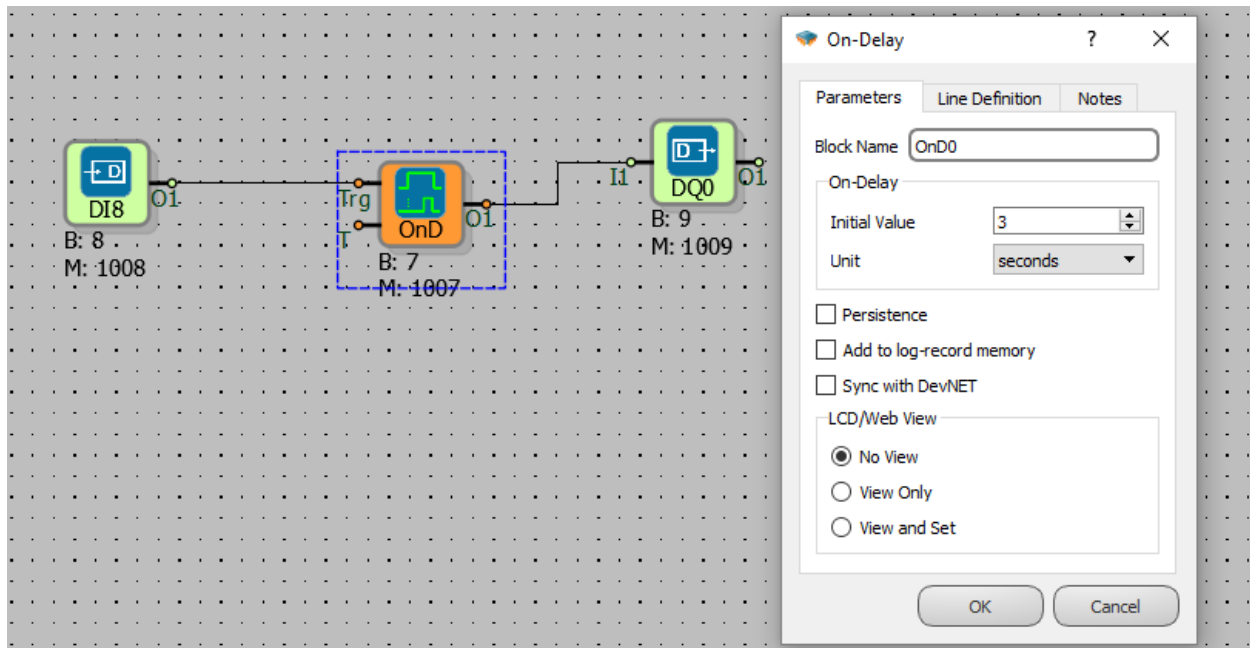 On-Delay ?
Parameters Line Definition Notes
Block Name OnD0
On-Delay
Initial Value 3
Unit seconds
Persistence
Add to log-record memory
Sync with DevNET
LCD/Web View
No View
View Only
View and Set
OK Cancel
D
DI8
O1
B: 8
M: 1008
Trg
T
OnD
O1
B: 7
M: 1007
I1
D
DQ0
O1
B: 9
M: 1009